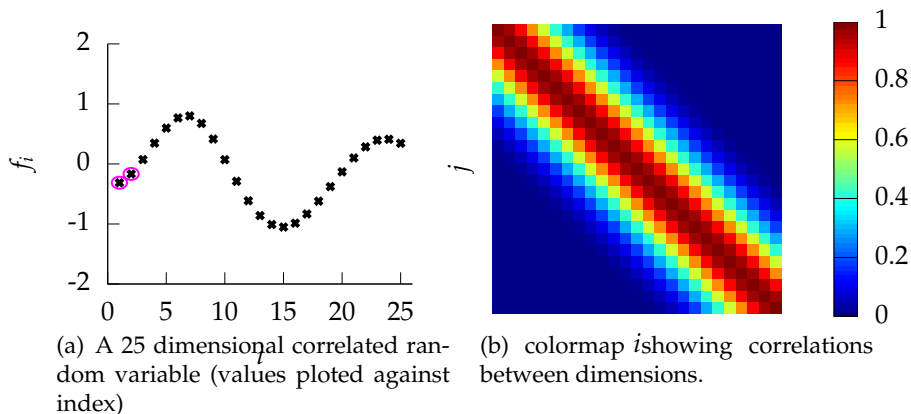 2
1
0
-1
-2
f_i
0 5 10 15 20 25
i
(a) A 25 dimensional correlated ran-
dom variable (values ploted against
index)
j
i
1
0.8
0.6
0.4
0.2
0
(b) colormap showing correlations
between dimensions.